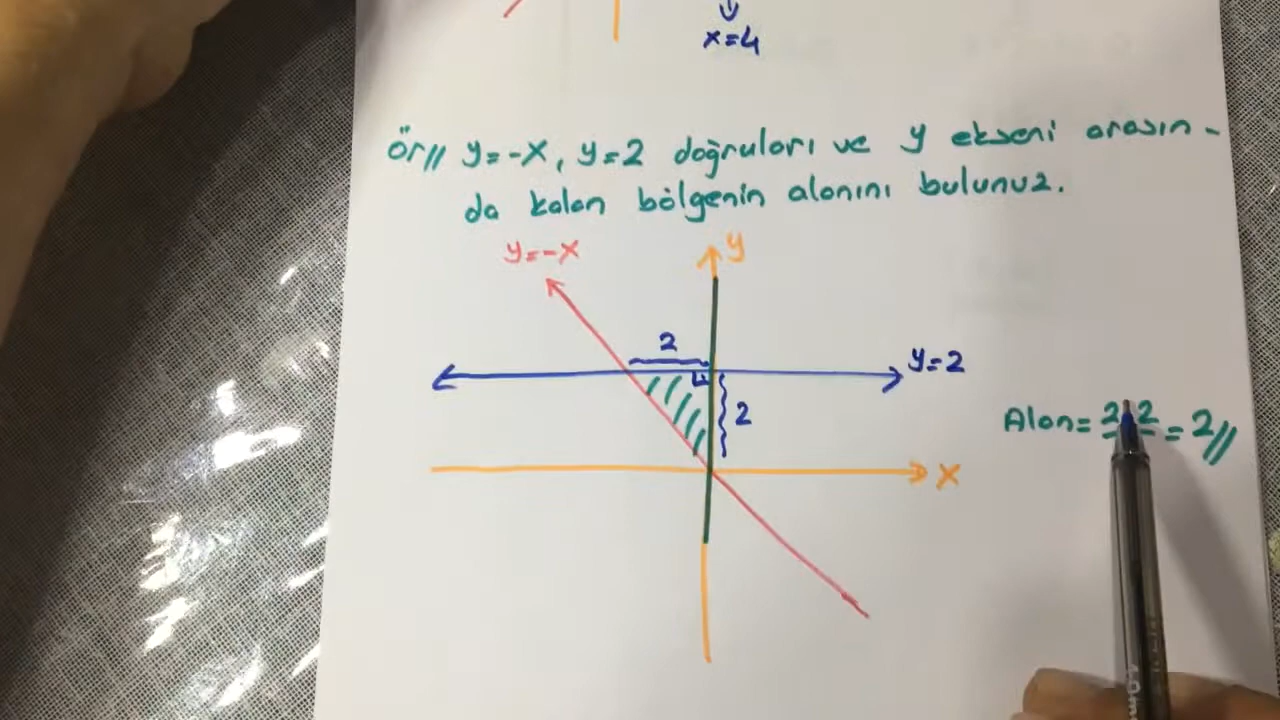 x=4
Ör// y=-x, y=2 doğruları ve y ekseni arasın-
da kalan bölgenin alanını bulunuz.
y=-x
y
2
y=2
2
Alan= 2 2 = 2//
x